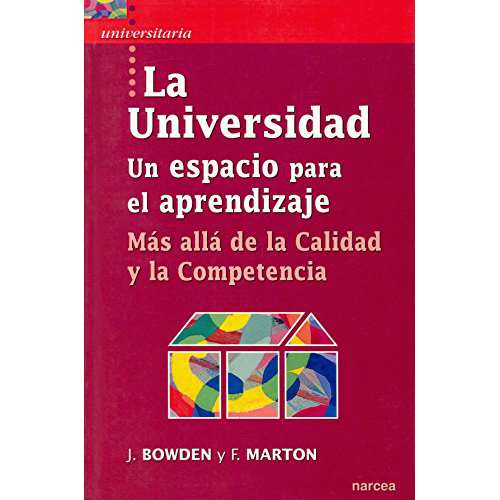 universitaria
La
Universidad
Un espacio para
el aprendizaje
Más allá de la Calidad
y la Competencia
J. BOWDEN y F. MARTON
narcea